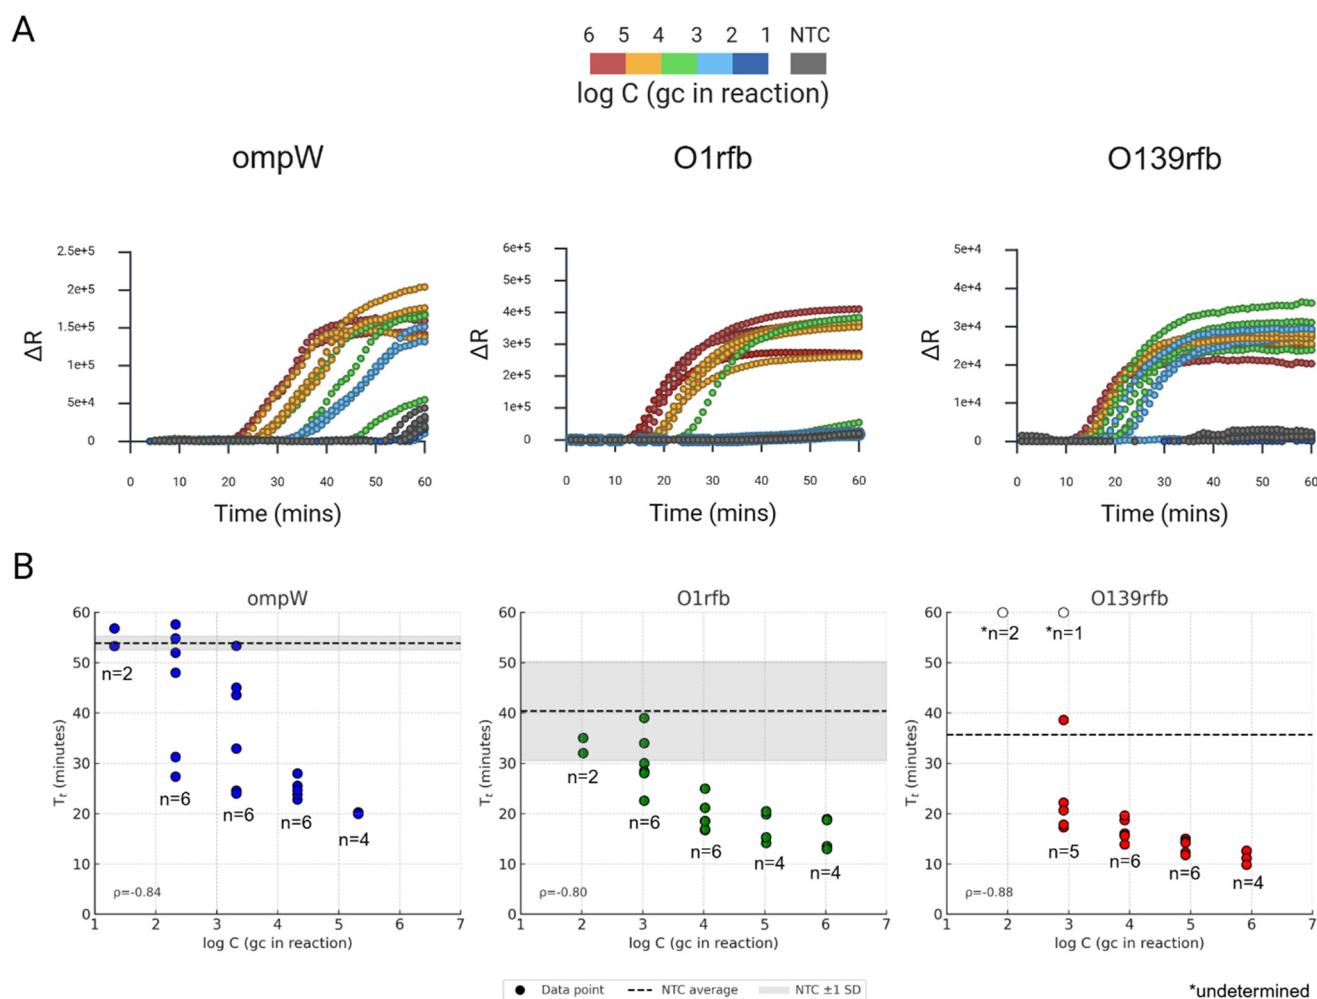 A
6 5 4 3 2 1 NTC
log C (gc in reaction)
ompW O1rfb O139rfb
2.5e+5
2e+5
1.5e+5
1e+5
5e+4
0
ΔR
0 10 20 30 40 50 60
Time (mins)
6e+5
5e+5
4e+5
3e+5
2e+5
1e+5
0
ΔR
0 10 20 30 40 50 60
Time (mins)
5e+4
4e+4
3e+4
2e+4
1e+4
0
ΔR
0 10 20 30 40 50 60
Time (mins)
B
ompW
60
50
40
30
20
10
0
Tt (minutes)
n=2
n=6
n=6
n=6
n=4
ρ=-0.84
1 2 3 4 5 6 7
log C (gc in reaction)
O1rfb
60
50
40
30
20
10
0
Tt (minutes)
n=2
n=6
n=6
n=4
n=4
ρ=-0.80
1 2 3 4 5 6 7
log C (gc in reaction)
O139rfb
60
50
40
30
20
10
0
Tt (minutes)
*n=2
*n=1
n=5
n=6
n=6
n=4
ρ=-0.88
1 2 3 4 5 6 7
log C (gc in reaction)
Data point NTC average NTC ±1 SD
*undetermined